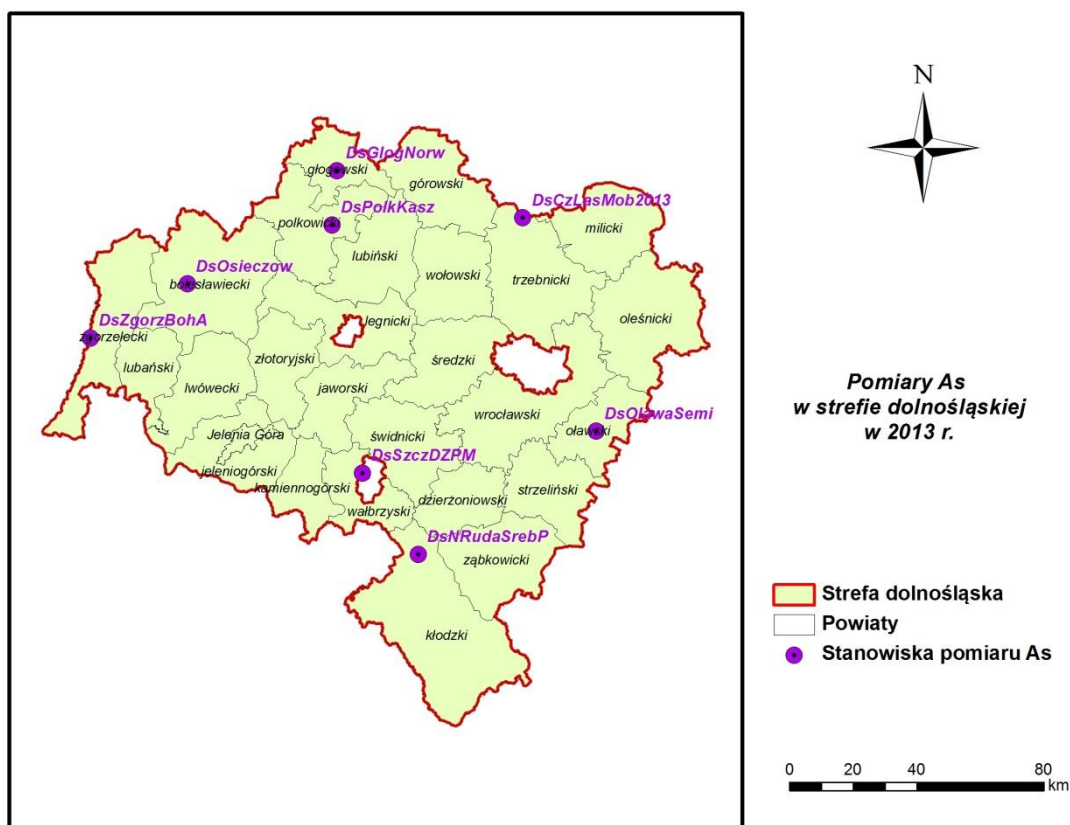 N
DsGlogNorw
głogowski
górowski
DsCzLasMob2013
DsPolkKasz
polkowicki
milicki
lubiński
wołowski
trzebnicki
DsOsieczow
bolesławiecki
oleśnicki
DsZgorzBohA
zgorzelecki
legnicki
lubański
lwówecki
złotoryjski
jaworski
średzki
wrocławski
DsOlawaSemi
oławski
Jelenia Góra
świdnicki
DsSzczDZPM
jeleniogórski
kamiennogórski
dzierżoniowski
strzeliński
wałbrzyski
DsNRudaSrebP
ząbkowicki
kłodzki
Pomiary As
w strefie dolnośląskiej
w 2013 r.
Strefa dolnośląska
Powiaty
Stanowiska pomiaru As
0 20 40 80
km